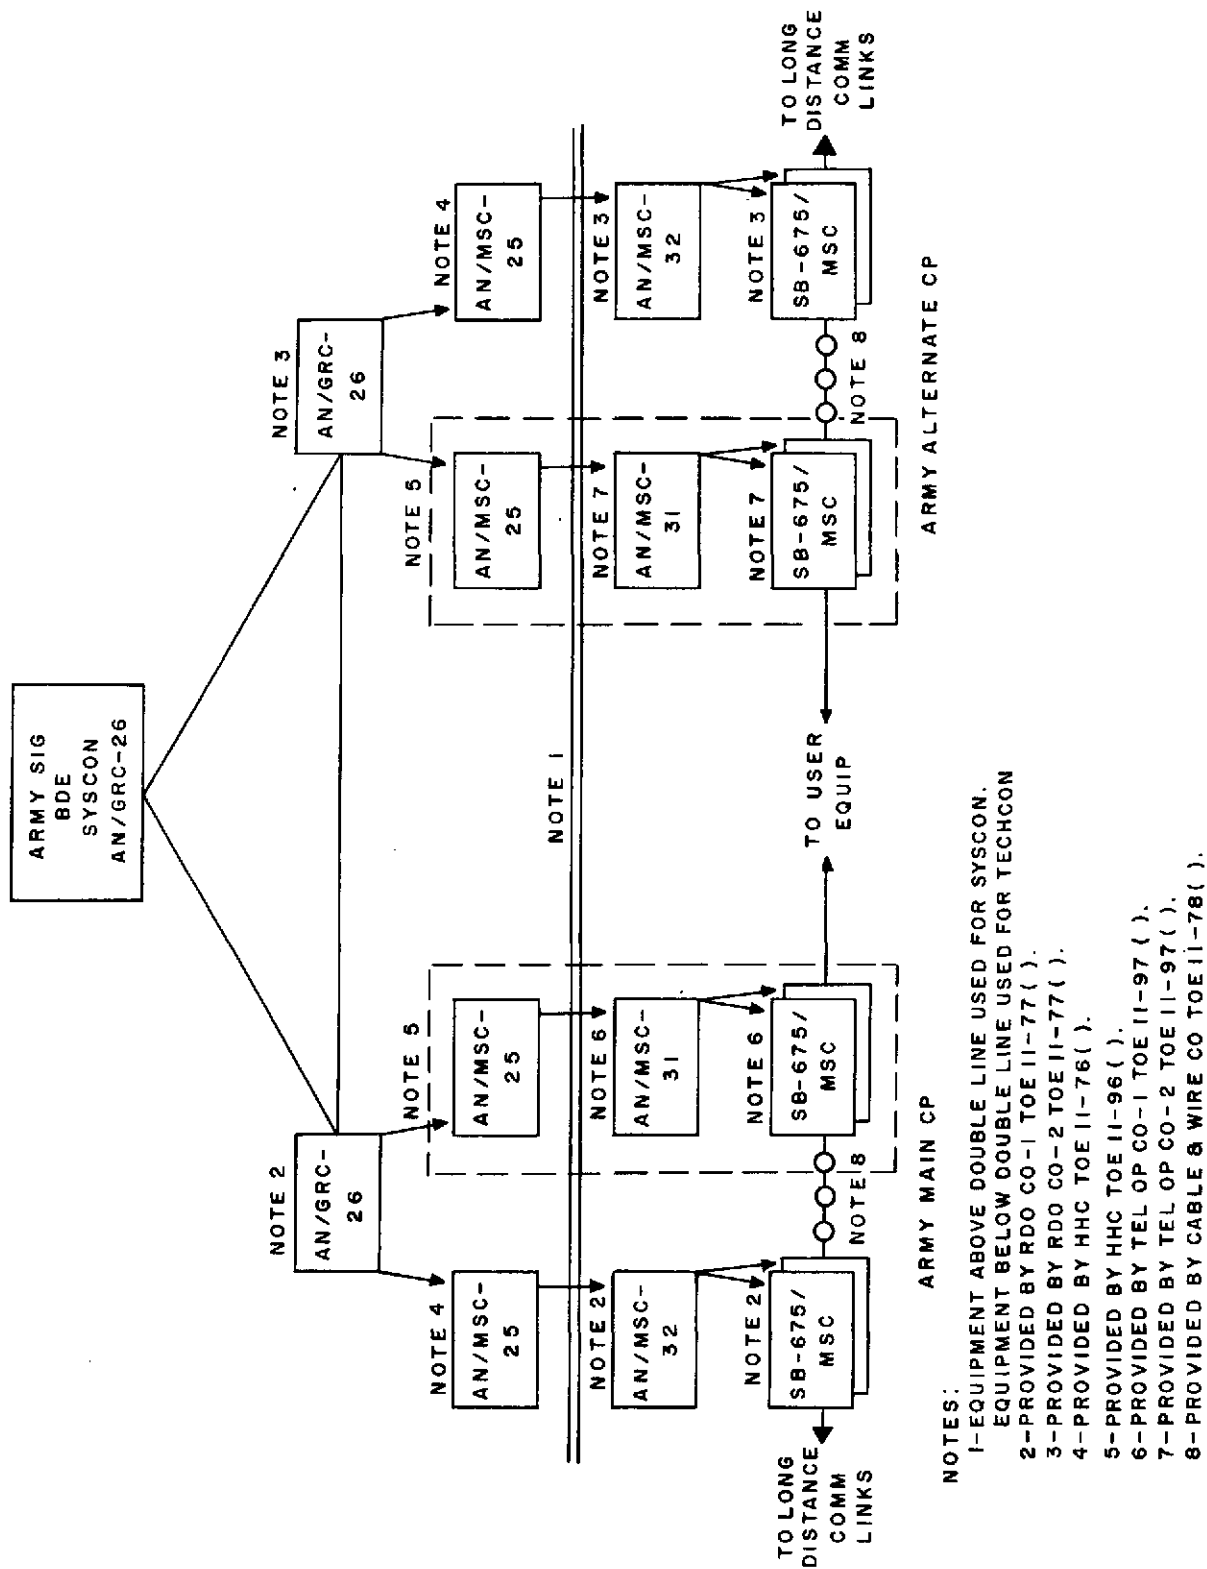 ARMY SIG
BDE
SYSCON
AN/GRC-26
NOTE 2
AN/GRC-
26
NOTE 3
AN/GRC-
26
NOTE 4
AN/MSC-
25
NOTE 5
AN/MSC-
25
NOTE 5
AN/MSC-
25
NOTE 4
AN/MSC-
25
NOTE 1
NOTE 2
AN/MSC-
32
NOTE 6
AN/MSC-
31
NOTE 7
AN/MSC-
31
NOTE 3
AN/MSC-
32
TO LONG
DISTANCE
COMM
LINKS
NOTE 2
SB-675/
MSC
NOTE 8
NOTE 6
SB-675/
MSC
TO USER
EQUIP
NOTE 7
SB-675/
MSC
NOTE 8
NOTE 3
SB-675/
MSC
TO LONG
DISTANCE
COMM
LINKS
ARMY MAIN CP
ARMY ALTERNATE CP
NOTES:
1-EQUIPMENT ABOVE DOUBLE LINE USED FOR SYSCON.
EQUIPMENT BELOW DOUBLE LINE USED FOR TECHCON
2-PROVIDED BY RDO CO-1 TOE 11-77( ).
3-PROVIDED BY RDO CO-2 TOE 11-77( ).
4-PROVIDED BY HHC TOE 11-76( ).
5-PROVIDED BY HHC TOE 11-96( ).
6-PROVIDED BY TEL OP CO-1 TOE 11-97( ).
7-PROVIDED BY TEL OP CO-2 TOE 11-97( ).
8-PROVIDED BY CABLE & WIRE CO TOE 11-78( ).